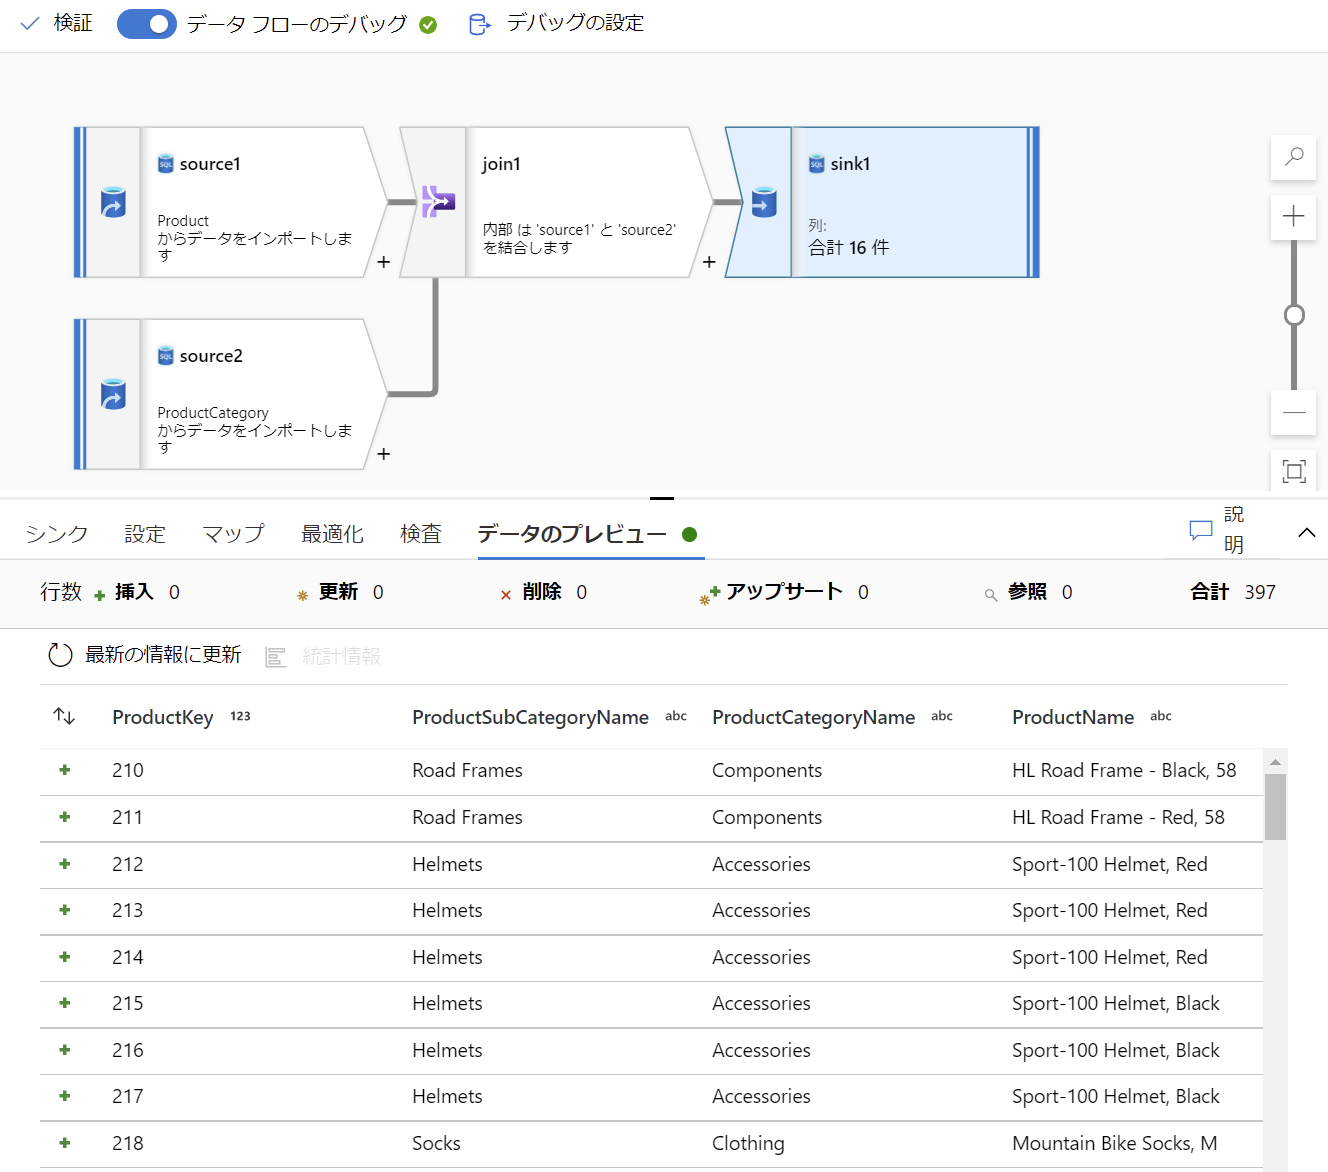 検証 データ フローのデバッグ デバッグの設定
source1
Product
からデータをインポートしま
す
join1
内部 は 'source1' と 'source2'
を結合します
sink1
列:
合計 16 件
source2
ProductCategory
からデータをインポートしま
す
シンク 設定 マップ 最適化 検査 データのプレビュー 説
明
行数 挿入 0 更新 0 削除 0 アップサート 0 参照 0 合計 397
最新の情報に更新 統計情報
ProductKey 123 ProductSubCategoryName abc ProductCategoryName abc ProductName abc
210 Road Frames Components HL Road Frame - Black, 58
211 Road Frames Components HL Road Frame - Red, 58
212 Helmets Accessories Sport-100 Helmet, Red
213 Helmets Accessories Sport-100 Helmet, Red
214 Helmets Accessories Sport-100 Helmet, Red
215 Helmets Accessories Sport-100 Helmet, Black
216 Helmets Accessories Sport-100 Helmet, Black
217 Helmets Accessories Sport-100 Helmet, Black
218 Socks Clothing Mountain Bike Socks, M